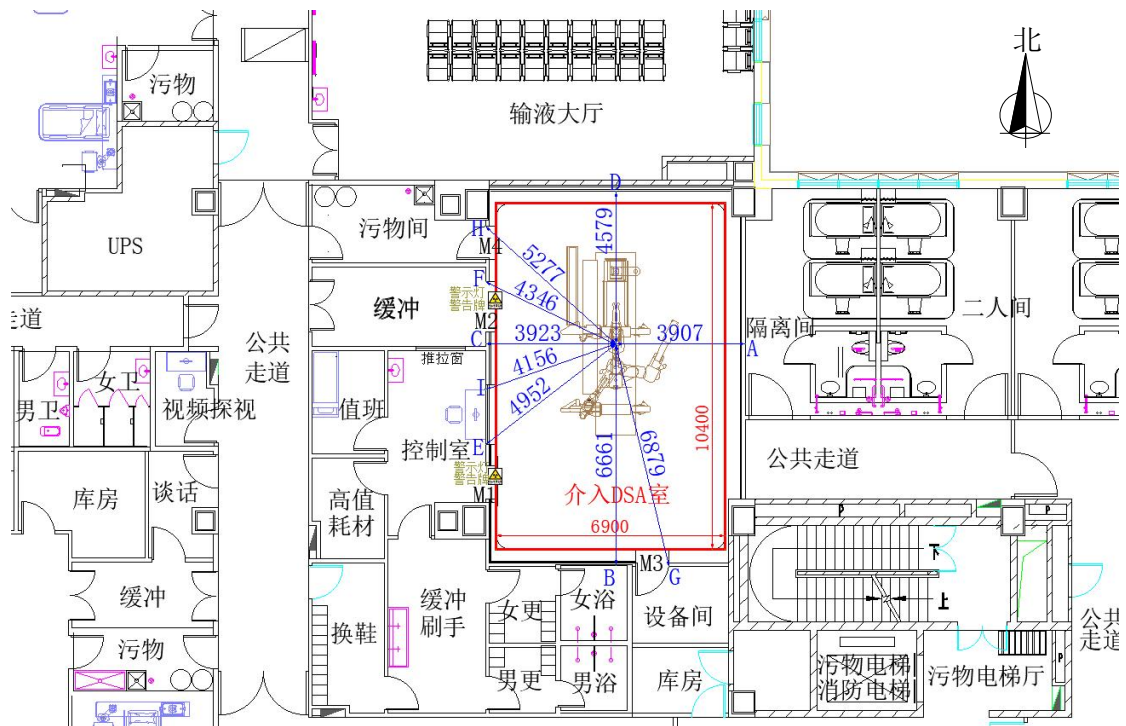 北
污物
输液大厅
D
污物间
H
M4
UPS
4579
5277
F
4346
警示灯
警告牌
缓冲
M2
二人间
隔离间
走道
公共
走道
C
3923
3907
A
推拉窗
4156
I
4952
女卫
男卫
视频探视
值班
控制室
E
6661
6879
10400
公共走道
库房
谈话
警示灯
警告牌
M1
高值
耗材
介入DSA室
6900
P
P
下
上
M3
B
G
缓冲
换鞋
缓冲
刷手
女更
女浴
设备间
公共
走道
污物
男更
男浴
库房
污物电梯
消防电梯
污物电梯厅
P